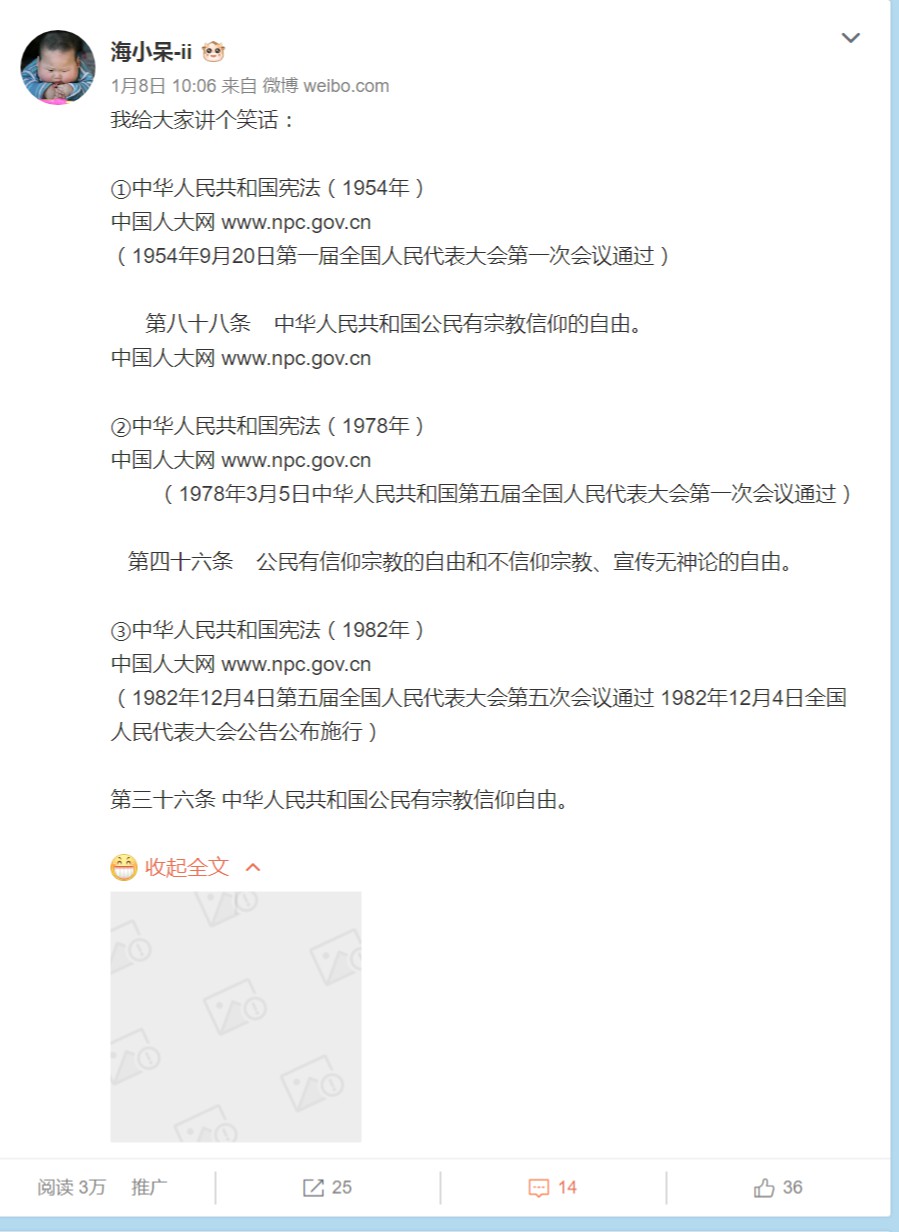 海小呆-ii
1月8日 10:06 来自 微博 weibo.com
我给大家讲个笑话：
①中华人民共和国宪法（1954年）
中国人大网 www.npc.gov.cn
（1954年9月20日第一届全国人民代表大会第一次会议通过）
第八十八条　中华人民共和国公民有宗教信仰的自由。
中国人大网 www.npc.gov.cn
②中华人民共和国宪法（1978年）
中国人大网 www.npc.gov.cn
（1978年3月5日中华人民共和国第五届全国人民代表大会第一次会议通过）
第四十六条　公民有信仰宗教的自由和不信仰宗教、宣传无神论的自由。
③中华人民共和国宪法（1982年）
中国人大网 www.npc.gov.cn
（1982年12月4日第五届全国人民代表大会第五次会议通过 1982年12月4日全国
人民代表大会公告公布施行）
第三十六条 中华人民共和国公民有宗教信仰自由。
收起全文
阅读 3万 推广 25 14 36